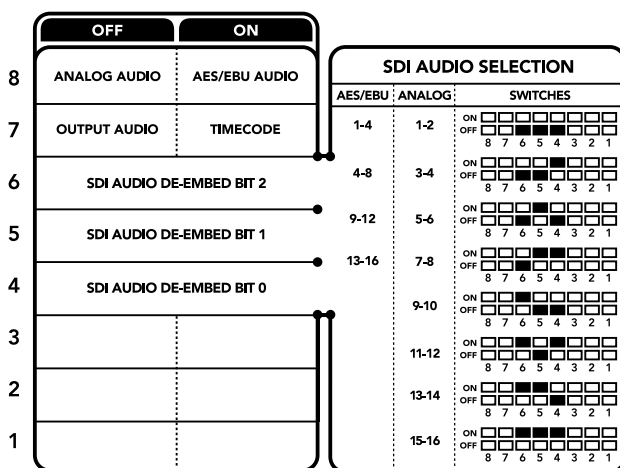 OFF ON
8 ANALOG AUDIO AES/EBU AUDIO
7 OUTPUT AUDIO TIMECODE
6 SDI AUDIO DE-EMBED BIT 2
5 SDI AUDIO DE-EMBED BIT 1
4 SDI AUDIO DE-EMBED BIT 0
3
2
1
SDI AUDIO SELECTION
AES/EBU ANALOG SWITCHES
1-4 1-2 ON
OFF
8 7 6 5 4 3 2 1
4-8 3-4 ON
OFF
8 7 6 5 4 3 2 1
9-12 5-6 ON
OFF
8 7 6 5 4 3 2 1
13-16 7-8 ON
OFF
8 7 6 5 4 3 2 1
9-10 ON
OFF
8 7 6 5 4 3 2 1
11-12 ON
OFF
8 7 6 5 4 3 2 1
13-14 ON
OFF
8 7 6 5 4 3 2 1
15-16 ON
OFF
8 7 6 5 4 3 2 1